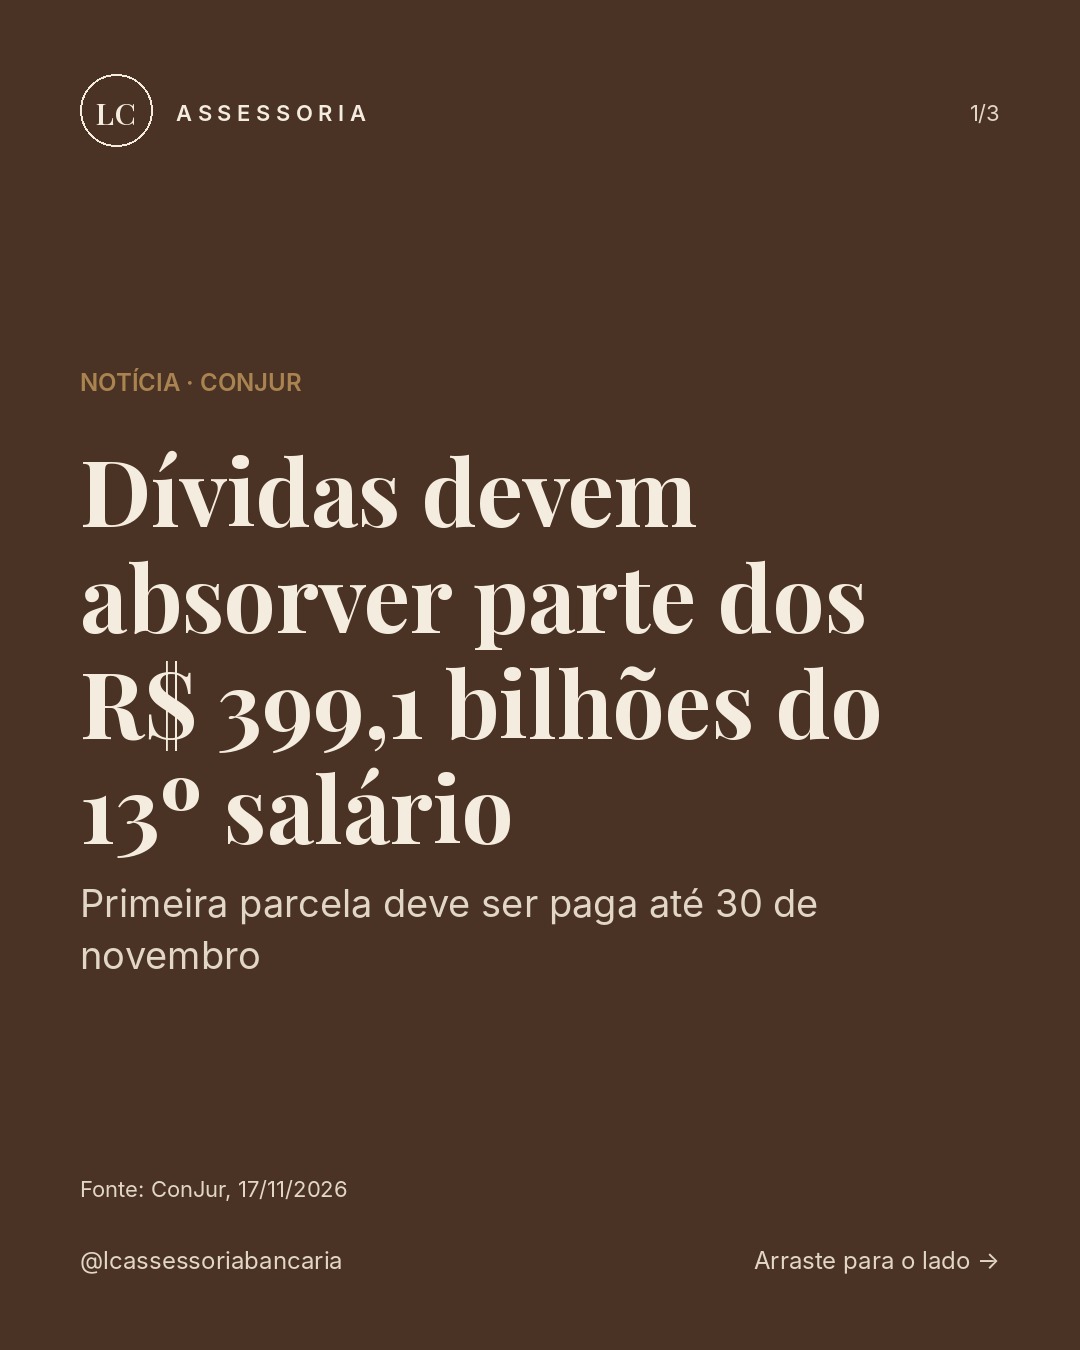 LC ASSESSORIA
1/3
NOTÍCIA · CONJUR
Dívidas devem
absorver parte dos
R$ 399,1 bilhões do
13º salário
Primeira parcela deve ser paga até 30 de
novembro
Fonte: ConJur, 17/11/2026
@lcassessoriabancaria
Arraste para o lado →